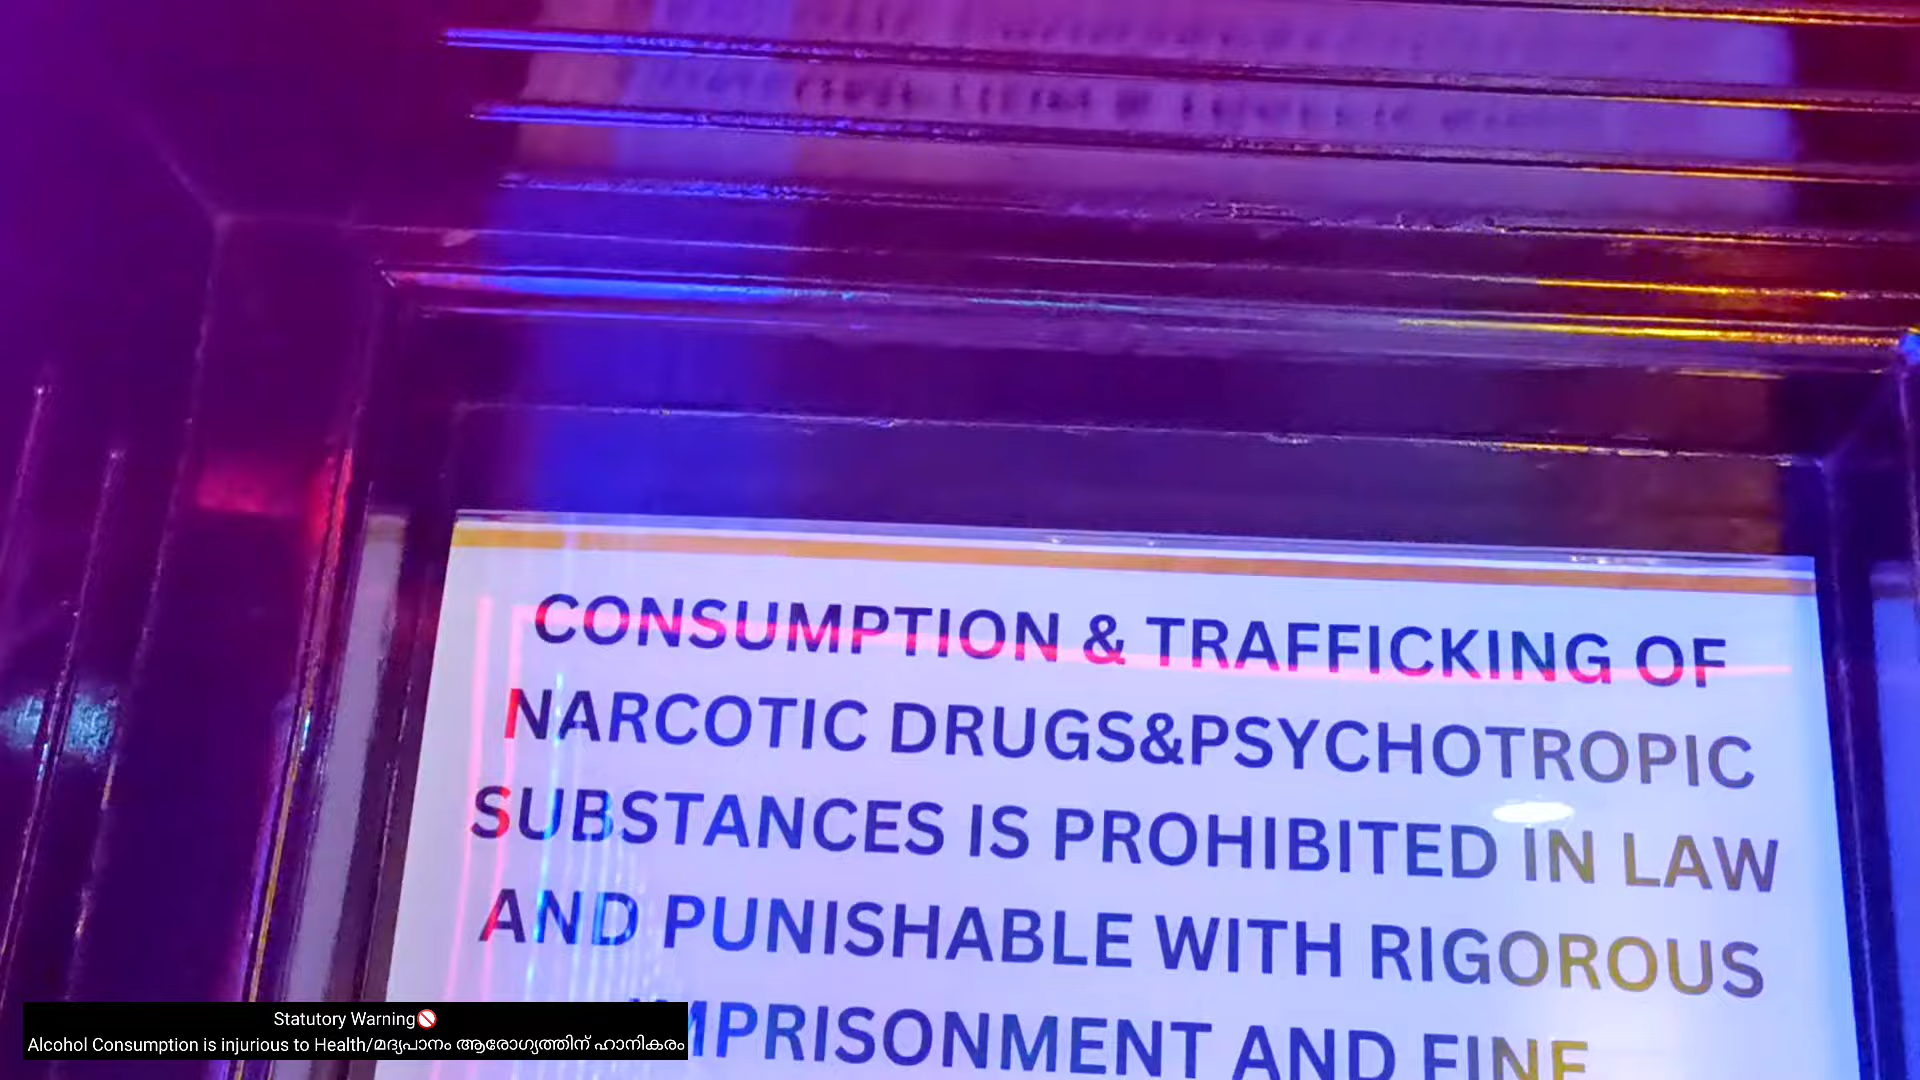 CONSUMPTION & TRAFFICKING OF
NARCOTIC DRUGS&PSYCHOTROPIC
SUBSTANCES IS PROHIBITED IN LAW
AND PUNISHABLE WITH RIGOROUS
IMPRISONMENT AND FINE
Statutory Warning🚫
Alcohol Consumption is injurious to Health/മദ്യപാനം ആരോഗ്യത്തിന് ഹാനികരം